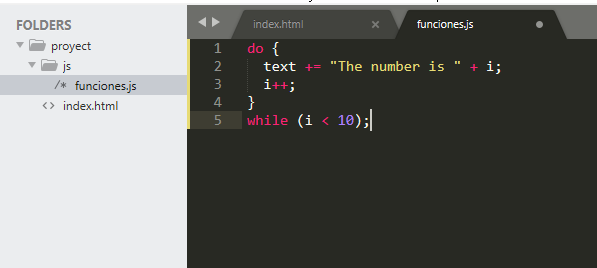 FOLDERS
proyect
js
/* funciones.js
<> index.html
index.html ×
funciones.js
1 do {
2 text += "The number is " + i;
3 i++;
4 }
5 while (i < 10);